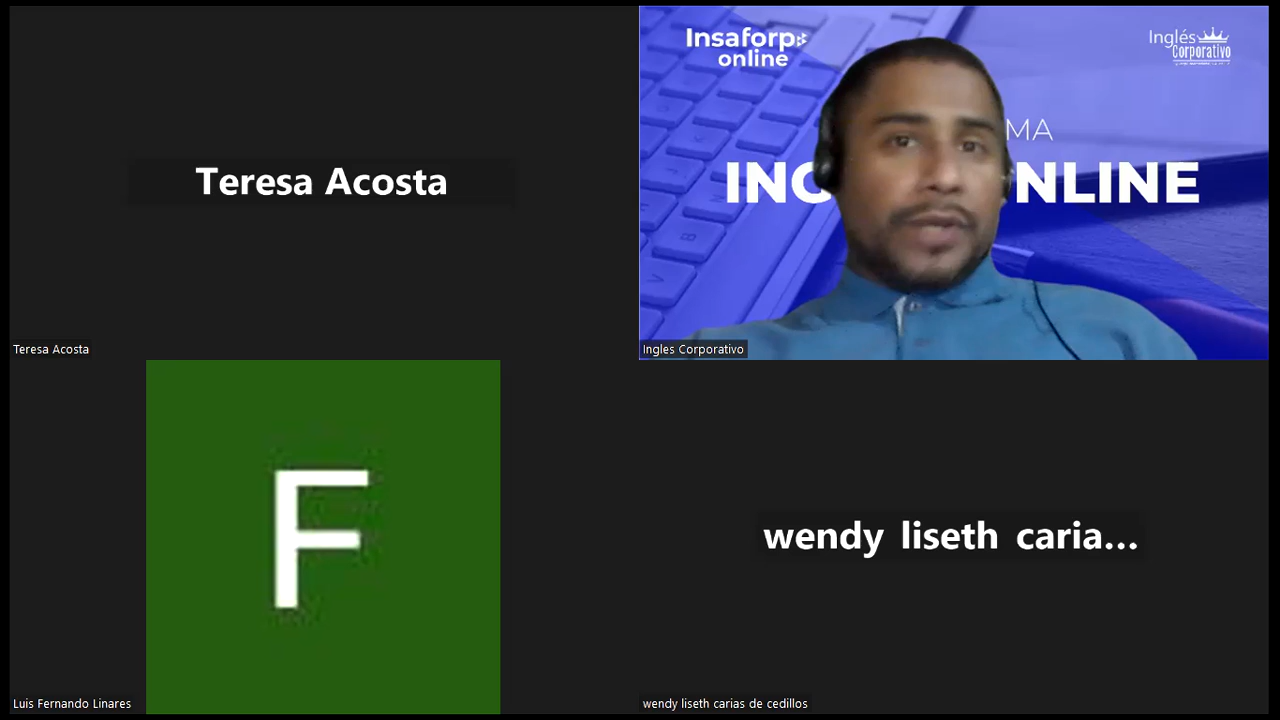 Teresa Acosta
Teresa Acosta
Insaforp
online
Inglés
Corporativo
MA
ING NLINE
Ingles Corporativo
F
Luis Fernando Linares
wendy liseth caria...
wendy liseth carias de cedillos